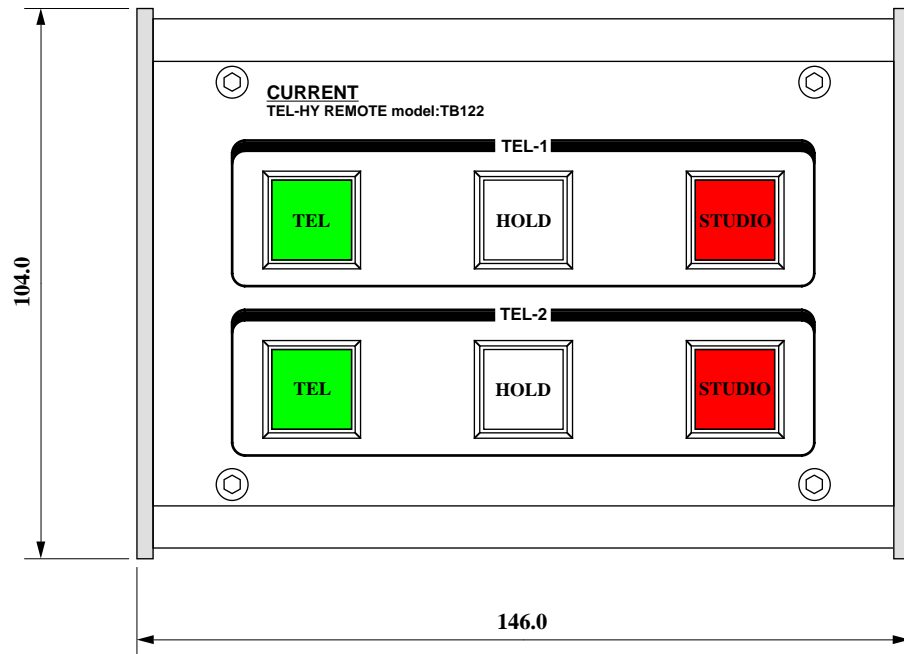 CURRENT
TEL-HY REMOTE model:TB122
TEL-1
TEL HOLD STUDIO
TEL-2
TEL HOLD STUDIO
104.0
146.0